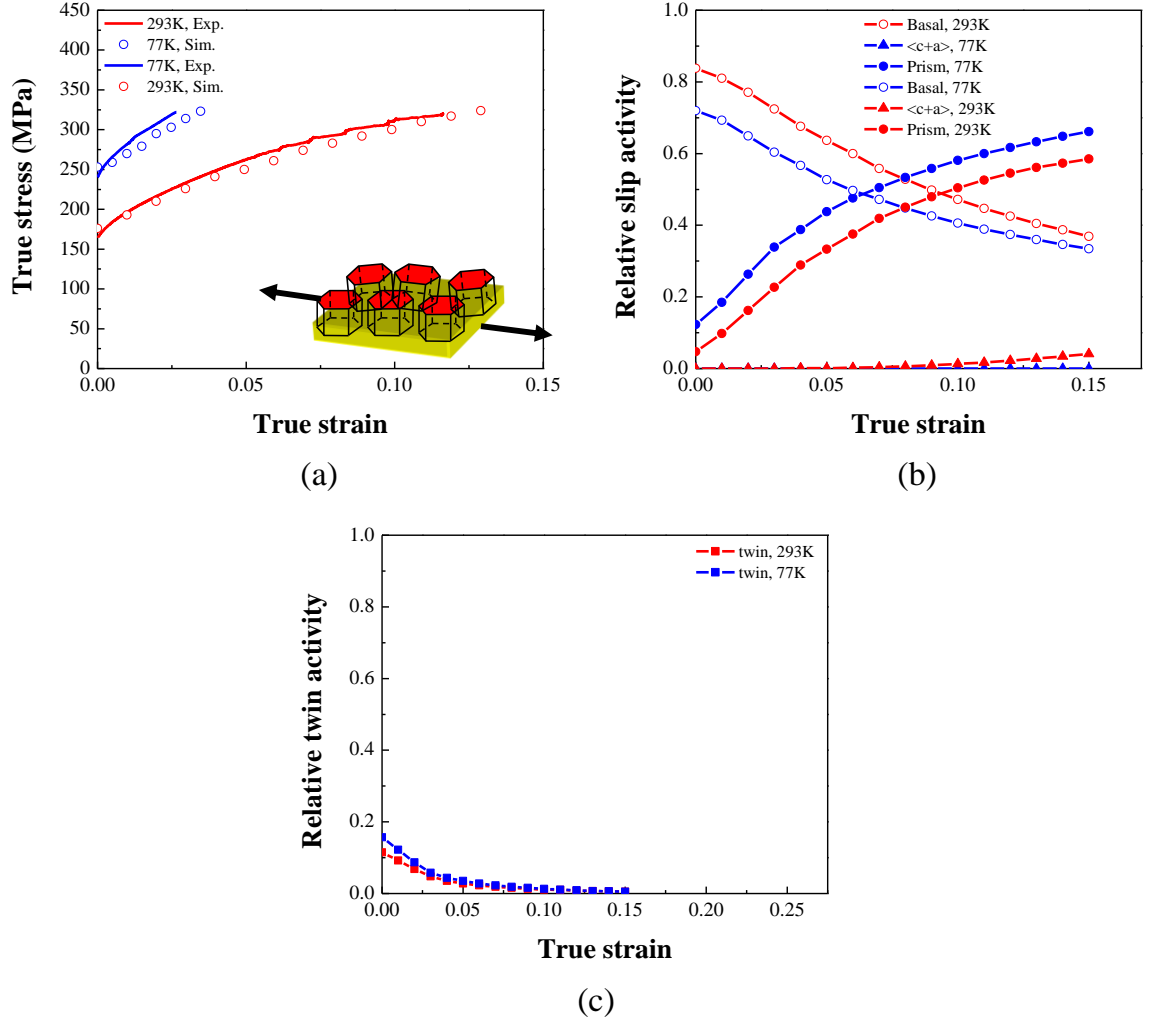 293K, Exp.
77K, Sim.
77K, Exp.
293K, Sim.
True stress (MPa)
450
400
350
300
250
200
150
100
50
0
0.00
0.05
0.10
0.15
True strain
(a)
Basal, 293K
<c+a>, 77K
Prism, 77K
Basal, 77K
<c+a>, 293K
Prism, 293K
Relative slip activity
1.0
0.8
0.6
0.4
0.2
0.0
0.00
0.05
0.10
0.15
True strain
(b)
twin, 293K
twin, 77K
Relative twin activity
1.0
0.8
0.6
0.4
0.2
0.0
0.00
0.05
0.10
0.15
0.20
0.25
True strain
(c)